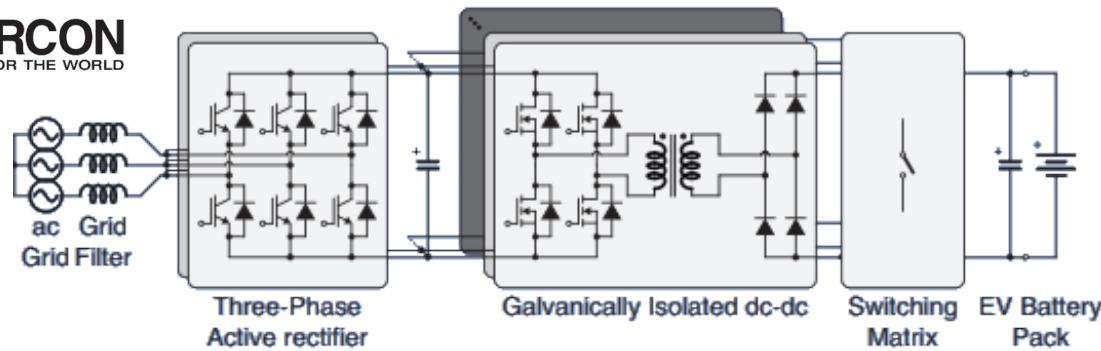 RCON
OR THE WORLD
ac Grid
Grid Filter
Three-Phase
Active rectifier
Galvanically Isolated dc-dc
Switching
Matrix
EV Battery
Pack